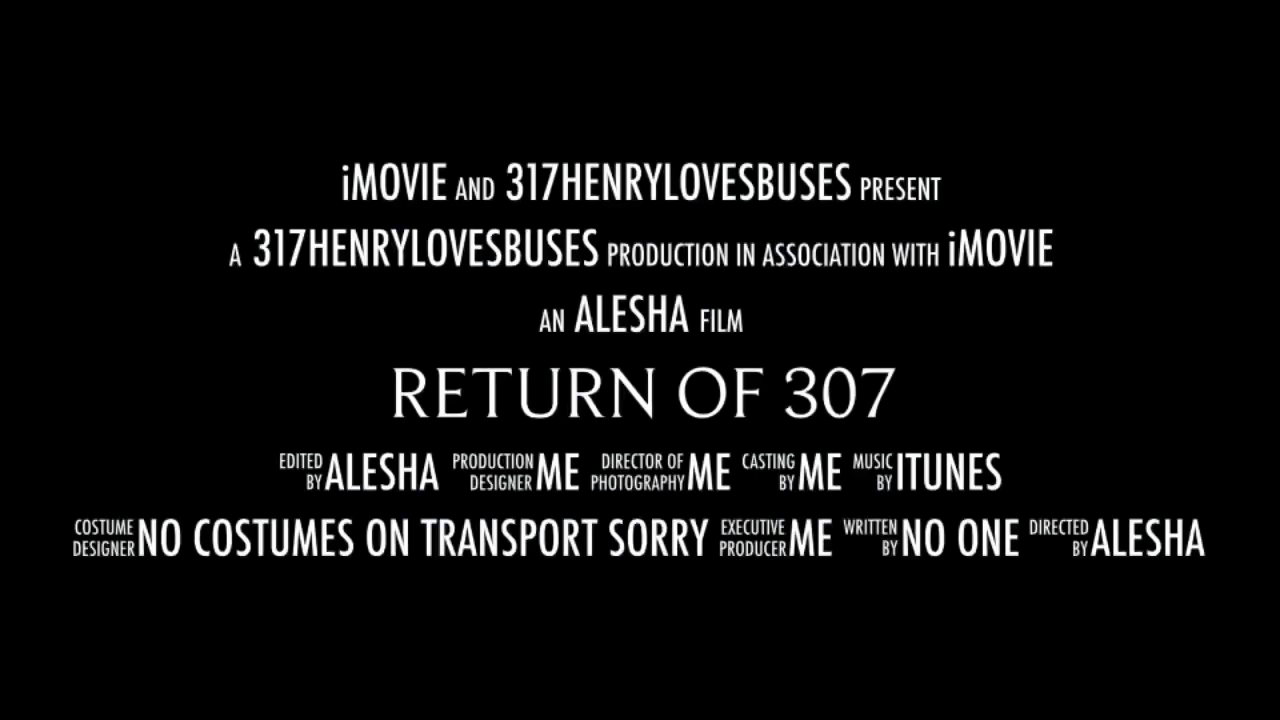 iMOVIE AND 317HENRYLOVESBUSES PRESENT
A 317HENRYLOVESBUSES PRODUCTION IN ASSOCIATION WITH iMOVIE
AN ALESHA FILM
RETURN OF 307
EDITED BY ALESHA PRODUCTION DESIGNER ME DIRECTOR OF PHOTOGRAPHY ME CASTING BY ME MUSIC BY ITUNES
COSTUME DESIGNER NO COSTUMES ON TRANSPORT SORRY EXECUTIVE PRODUCER ME WRITTEN BY NO ONE DIRECTED BY ALESHA